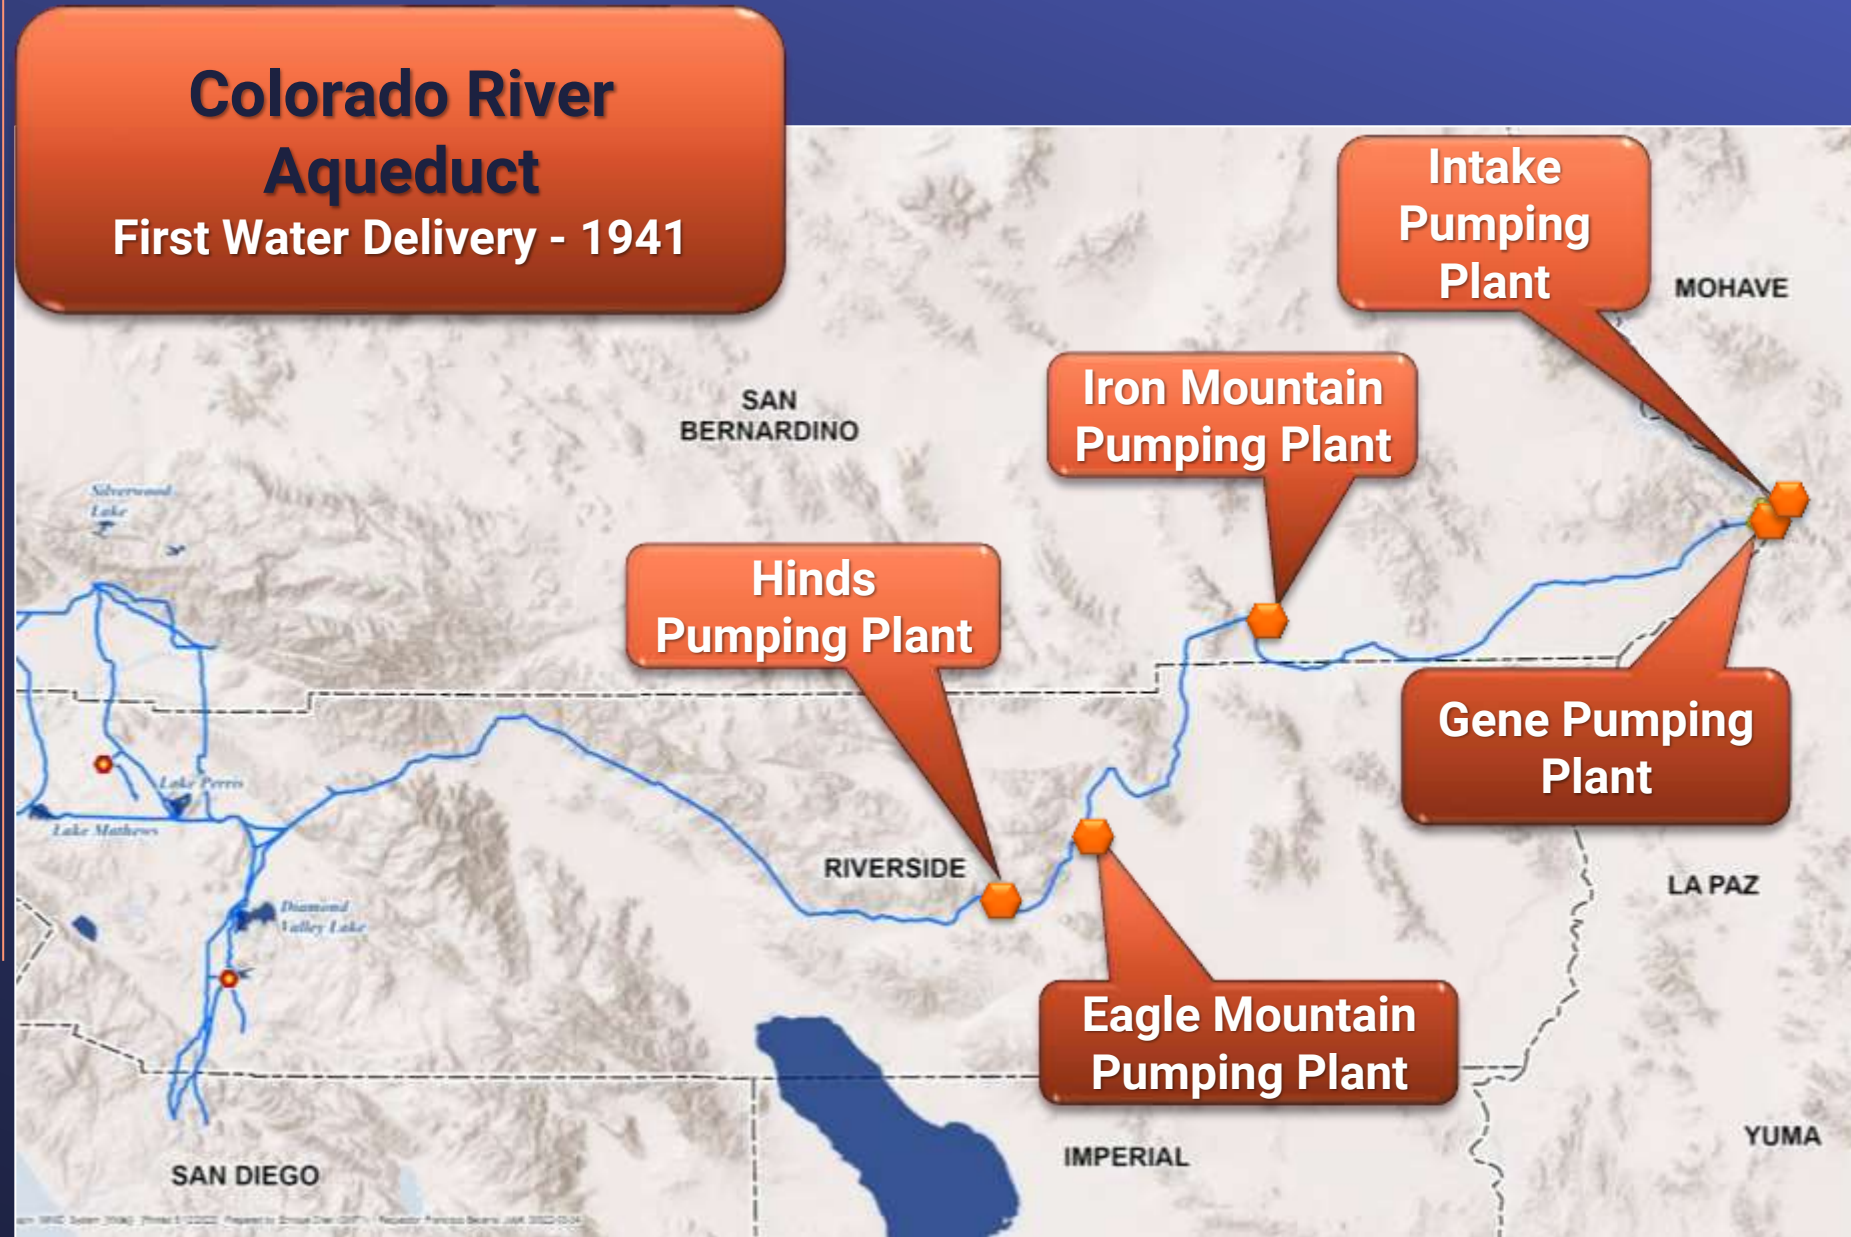 Colorado River
Aqueduct
First Water Delivery - 1941
Intake
Pumping
Plant
MOHAVE
Iron Mountain
Pumping Plant
SAN
BERNARDINO
Silverwood
Lake
Hinds
Pumping Plant
Gene Pumping
Plant
Lake Perris
Lake Mathews
RIVERSIDE
LA PAZ
Diamond
Valley Lake
Eagle Mountain
Pumping Plant
YUMA
IMPERIAL
SAN DIEGO